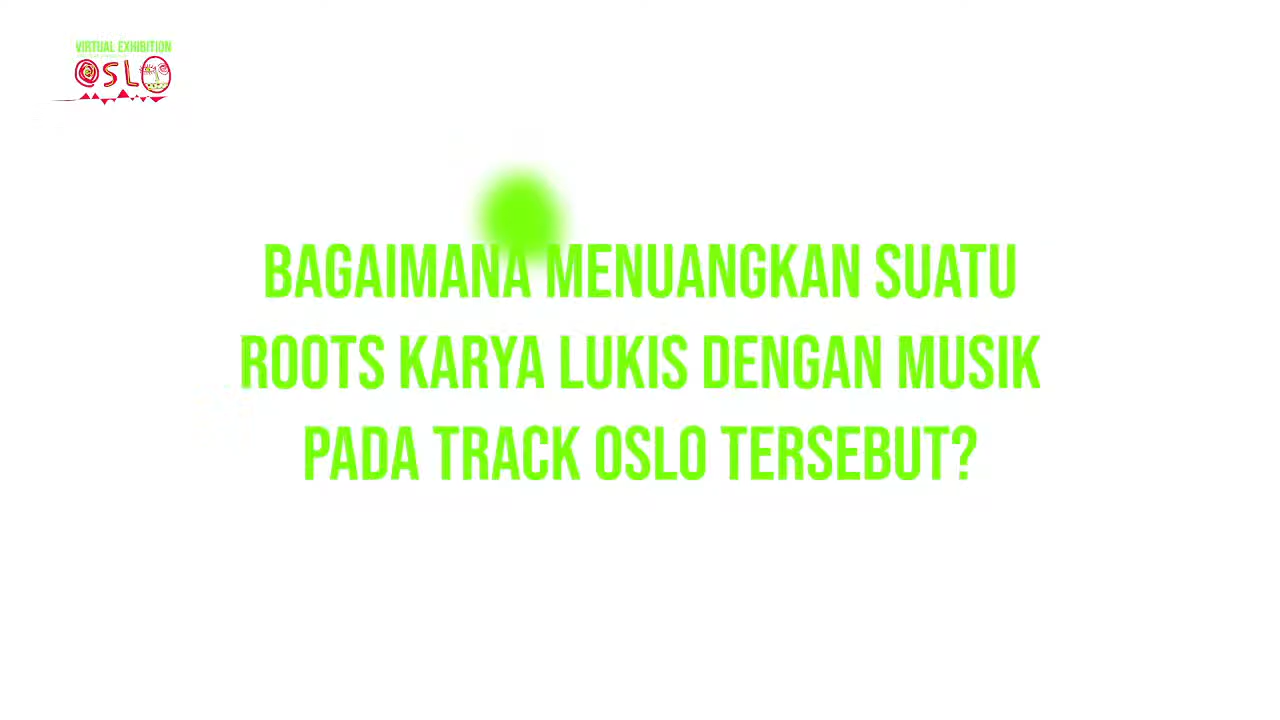 VIRTUAL EXHIBITION
OSLO
BAGAIMANA MENUANGKAN SUATU
ROOTS KARYA LUKIS DENGAN MUSIK
PADA TRACK OSLO TERSEBUT?